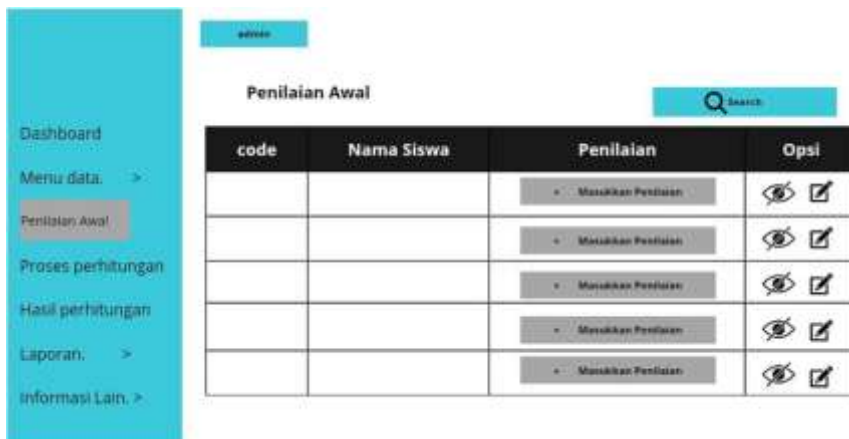 admin
Penilaian Awal
Search
Dashboard
Menu data. >
Penilaian Awal
Proses perhitungan
Hasil perhitungan
Laporan. >
Informasi Lain. >
code Nama Siswa Penilaian Opsi
+ Masukkan Penilaian
+ Masukkan Penilaian
+ Masukkan Penilaian
+ Masukkan Penilaian
+ Masukkan Penilaian